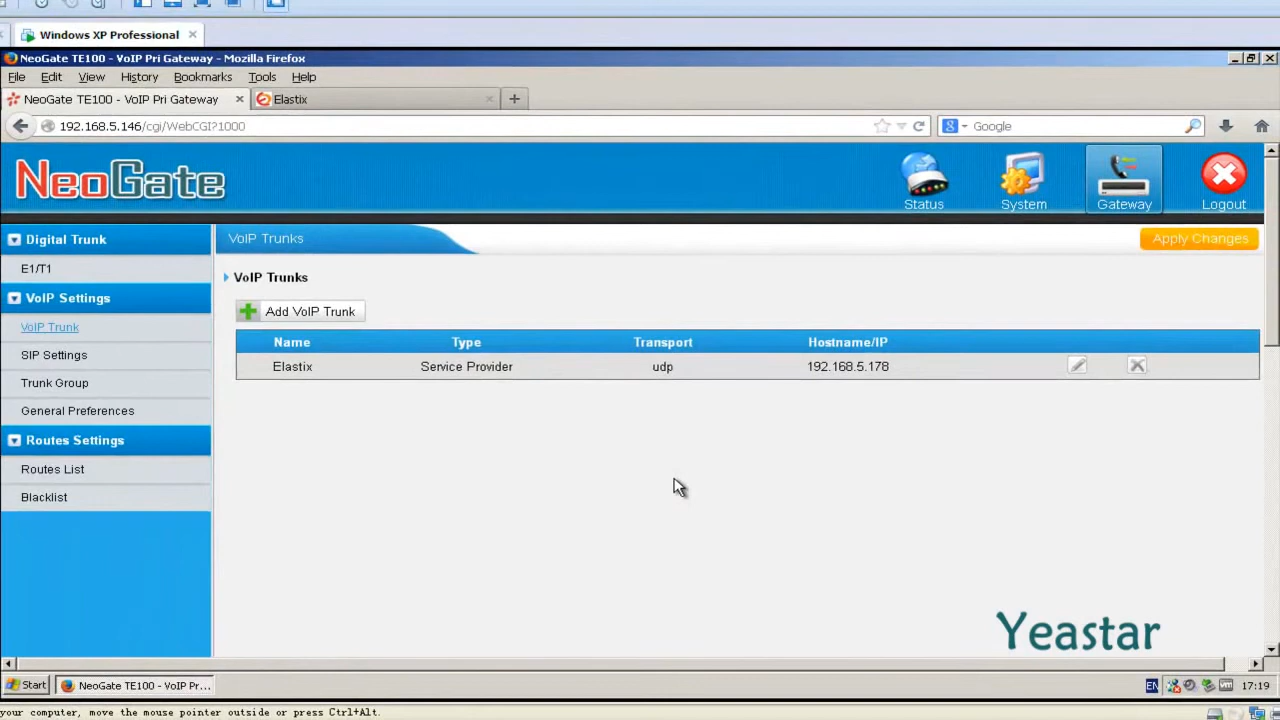 Windows XP Professional
NeoGate TE100 - VoIP Pri Gateway - Mozilla Firefox
File Edit View History Bookmarks Tools Help
NeoGate TE100 - VoIP Pri Gateway
Elastix
192.168.5.146/cgi/WebCGI?1000
Google
NeoGate
Status System Gateway Logout
Digital Trunk
E1/T1
VoIP Settings
VoIP Trunk
SIP Settings
Trunk Group
General Preferences
Routes Settings
Routes List
Blacklist
VoIP Trunks
Apply Changes
VoIP Trunks
Add VoIP Trunk
Name Type Transport Hostname/IP
Elastix Service Provider udp 192.168.5.178
Yeastar
Start
NeoGate TE100 - VoIP Pr...
EN
17:19
your computer, move the mouse pointer outside or press Ctrl+Alt.